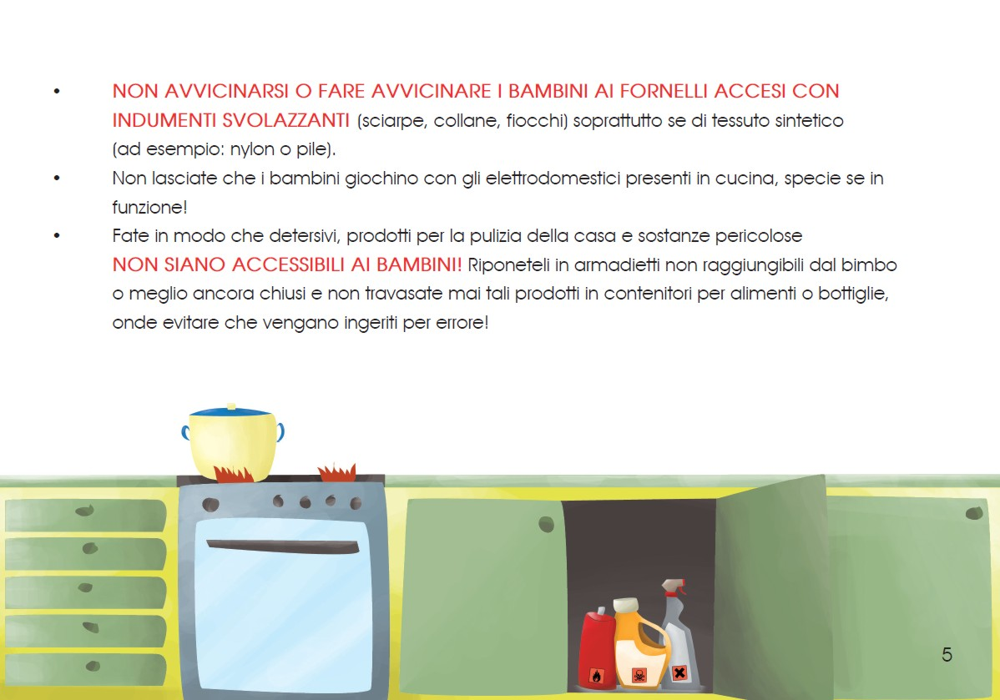 • NON AVVICINARSI O FARE AVVICINARE I BAMBINI AI FORNELLI ACCESI CON
INDUMENTI SVOLAZZANTI (sciarpe, collane, fiocchi) soprattutto se di tessuto sintetico
(ad esempio: nylon o pile).
• Non lasciate che i bambini giochino con gli elettrodomestici presenti in cucina, specie se in
funzione!
• Fate in modo che detersivi, prodotti per la pulizia della casa e sostanze pericolose
NON SIANO ACCESSIBILI AI BAMBINI! Riponeteli in armadietti non raggiungibili dal bimbo
o meglio ancora chiusi e non travasate mai tali prodotti in contenitori per alimenti o bottiglie,
onde evitare che vengano ingeriti per errore!
5